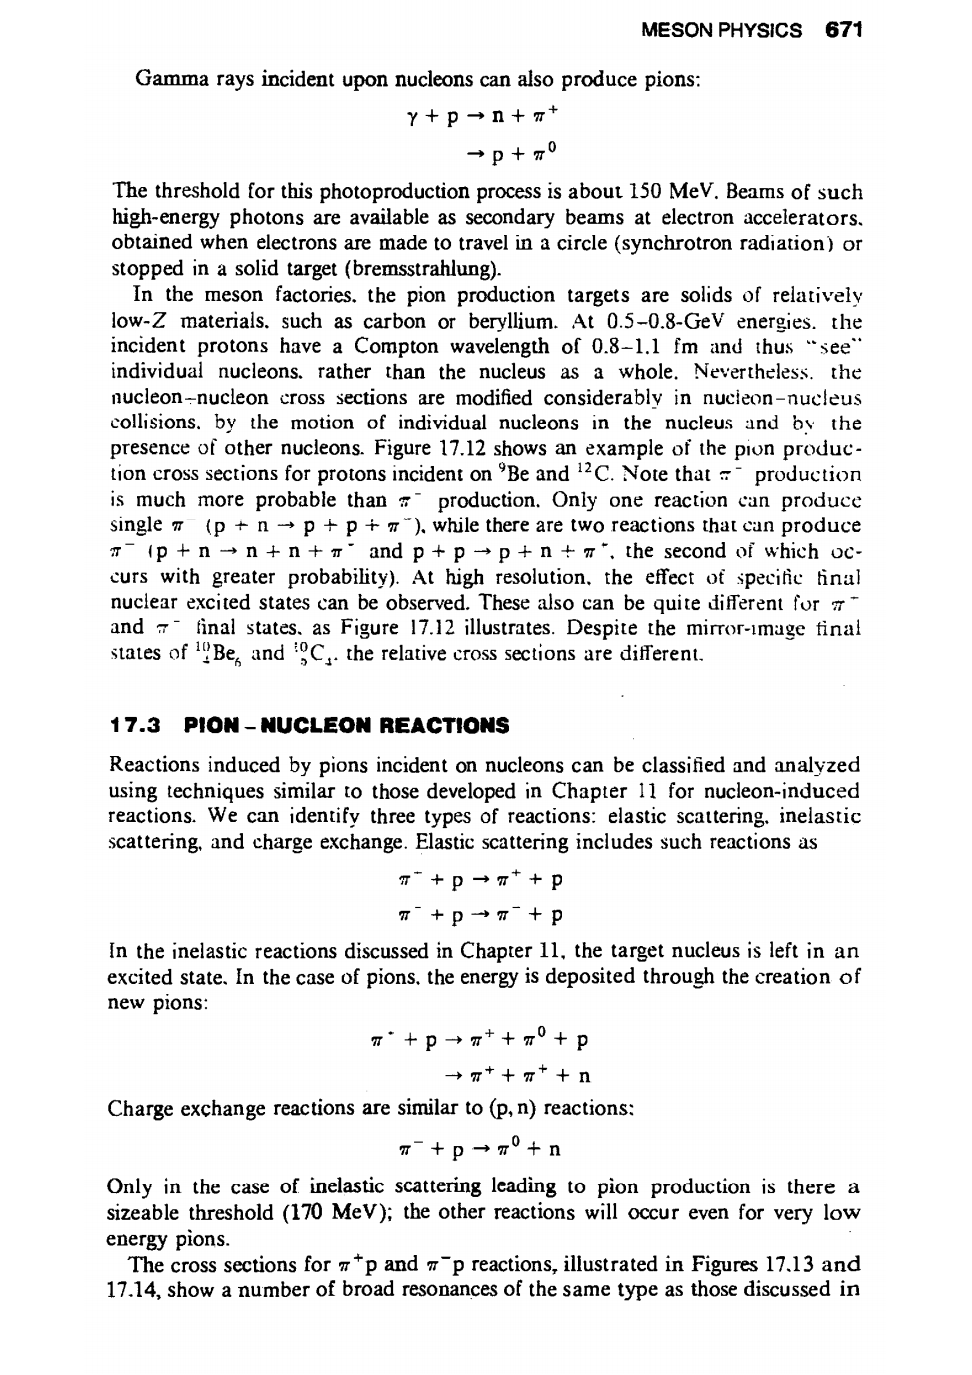 MESON PHYSICS 671
Gamma rays incident upon nucleons can also produce pions:
γ + p → n + π⁺
→ p + π⁰
The threshold for this photoproduction process is about 150 MeV. Beams of such
high-energy photons are available as secondary beams at electron accelerators.
obtained when electrons are made to travel in a circle (synchrotron radiation) or
stopped in a solid target (bremsstrahlung).
In the meson factories. the pion production targets are solids of relatively
low-Z materials. such as carbon or beryllium. At 0.5–0.8-GeV energies. the
incident protons have a Compton wavelength of 0.8–1.1 fm and thus “see”
individual nucleons. rather than the nucleus as a whole. Nevertheless. the
nucleon–nucleon cross sections are modified considerably in nucleon–nucleus
collisions. by the motion of individual nucleons in the nucleus and by the
presence of other nucleons. Figure 17.12 shows an example of the pion produc-
tion cross sections for protons incident on ⁹Be and ¹²C. Note that π⁻ production
is much more probable than π⁻ production. Only one reaction can produce
single π (p + n → p + p + π⁻), while there are two reactions that can produce
π⁻ (p + n → n + n + π⁻ and p + p → p + n + π⁻. the second of which oc-
curs with greater probability). At high resolution, the effect of specific final
nuclear excited states can be observed. These also can be quite different for π⁻
and π⁻ final states. as Figure 17.12 illustrates. Despite the mirror-image final
states of ¹⁰₄Be₆ and ¹⁰₅C₄. the relative cross sections are different.
17.3 PION – NUCLEON REACTIONS
Reactions induced by pions incident on nucleons can be classified and analyzed
using techniques similar to those developed in Chapter 11 for nucleon-induced
reactions. We can identify three types of reactions: elastic scattering, inelastic
scattering, and charge exchange. Elastic scattering includes such reactions as
π⁻ + p → π⁺ + p
π⁻ + p → π⁻ + p
In the inelastic reactions discussed in Chapter 11, the target nucleus is left in an
excited state. In the case of pions, the energy is deposited through the creation of
new pions:
π⁺ + p → π⁺ + π⁰ + p
→ π⁺ + π⁺ + n
Charge exchange reactions are similar to (p, n) reactions:
π⁻ + p → π⁰ + n
Only in the case of inelastic scattering leading to pion production is there a
sizeable threshold (170 MeV); the other reactions will occur even for very low
energy pions.
The cross sections for π⁺p and π⁻p reactions, illustrated in Figures 17.13 and
17.14, show a number of broad resonances of the same type as those discussed in